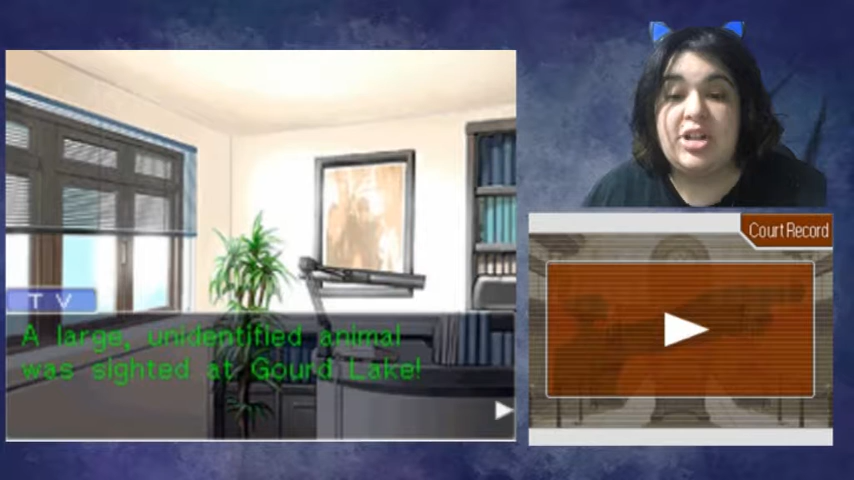 TV
A large, unidentified animal
was sighted at Gourd Lake!
Court Record